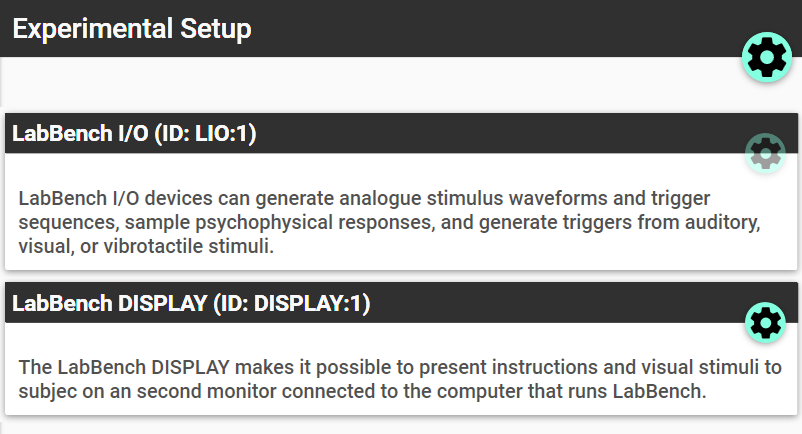 Experimental Setup
LabBench I/O (ID: LIO:1)
LabBench I/O devices can generate analogue stimulus waveforms and trigger
sequences, sample psychophysical responses, and generate triggers from auditory,
visual, or vibrotactile stimuli.
LabBench DISPLAY (ID: DISPLAY:1)
The LabBench DISPLAY makes it possible to present instructions and visual stimuli to
subjec on an second monitor connected to the computer that runs LabBench.